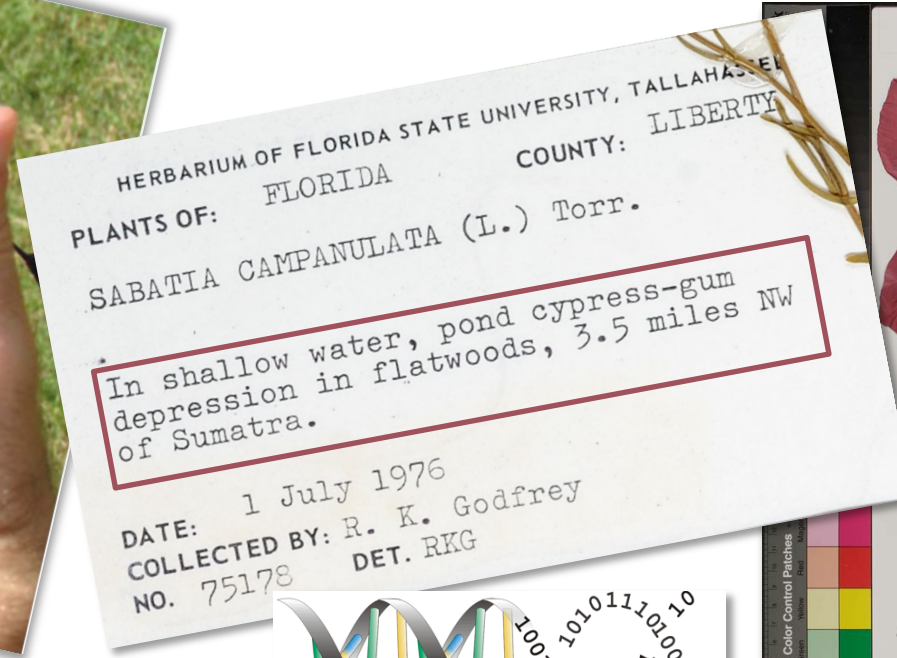 HERBARIUM OF FLORIDA STATE UNIVERSITY, TALLAHASSEE
PLANTS OF: FLORIDA COUNTY: LIBERTY
SABATIA CAMPANULATA (L.) Torr.
In shallow water, pond cypress-gum
depression in flatwoods, 3.5 miles NW
of Sumatra.
DATE: 1 July 1976
COLLECTED BY: R. K. Godfrey
NO. 75178 DET. RKG
Color Control Patches
Red
Yellow